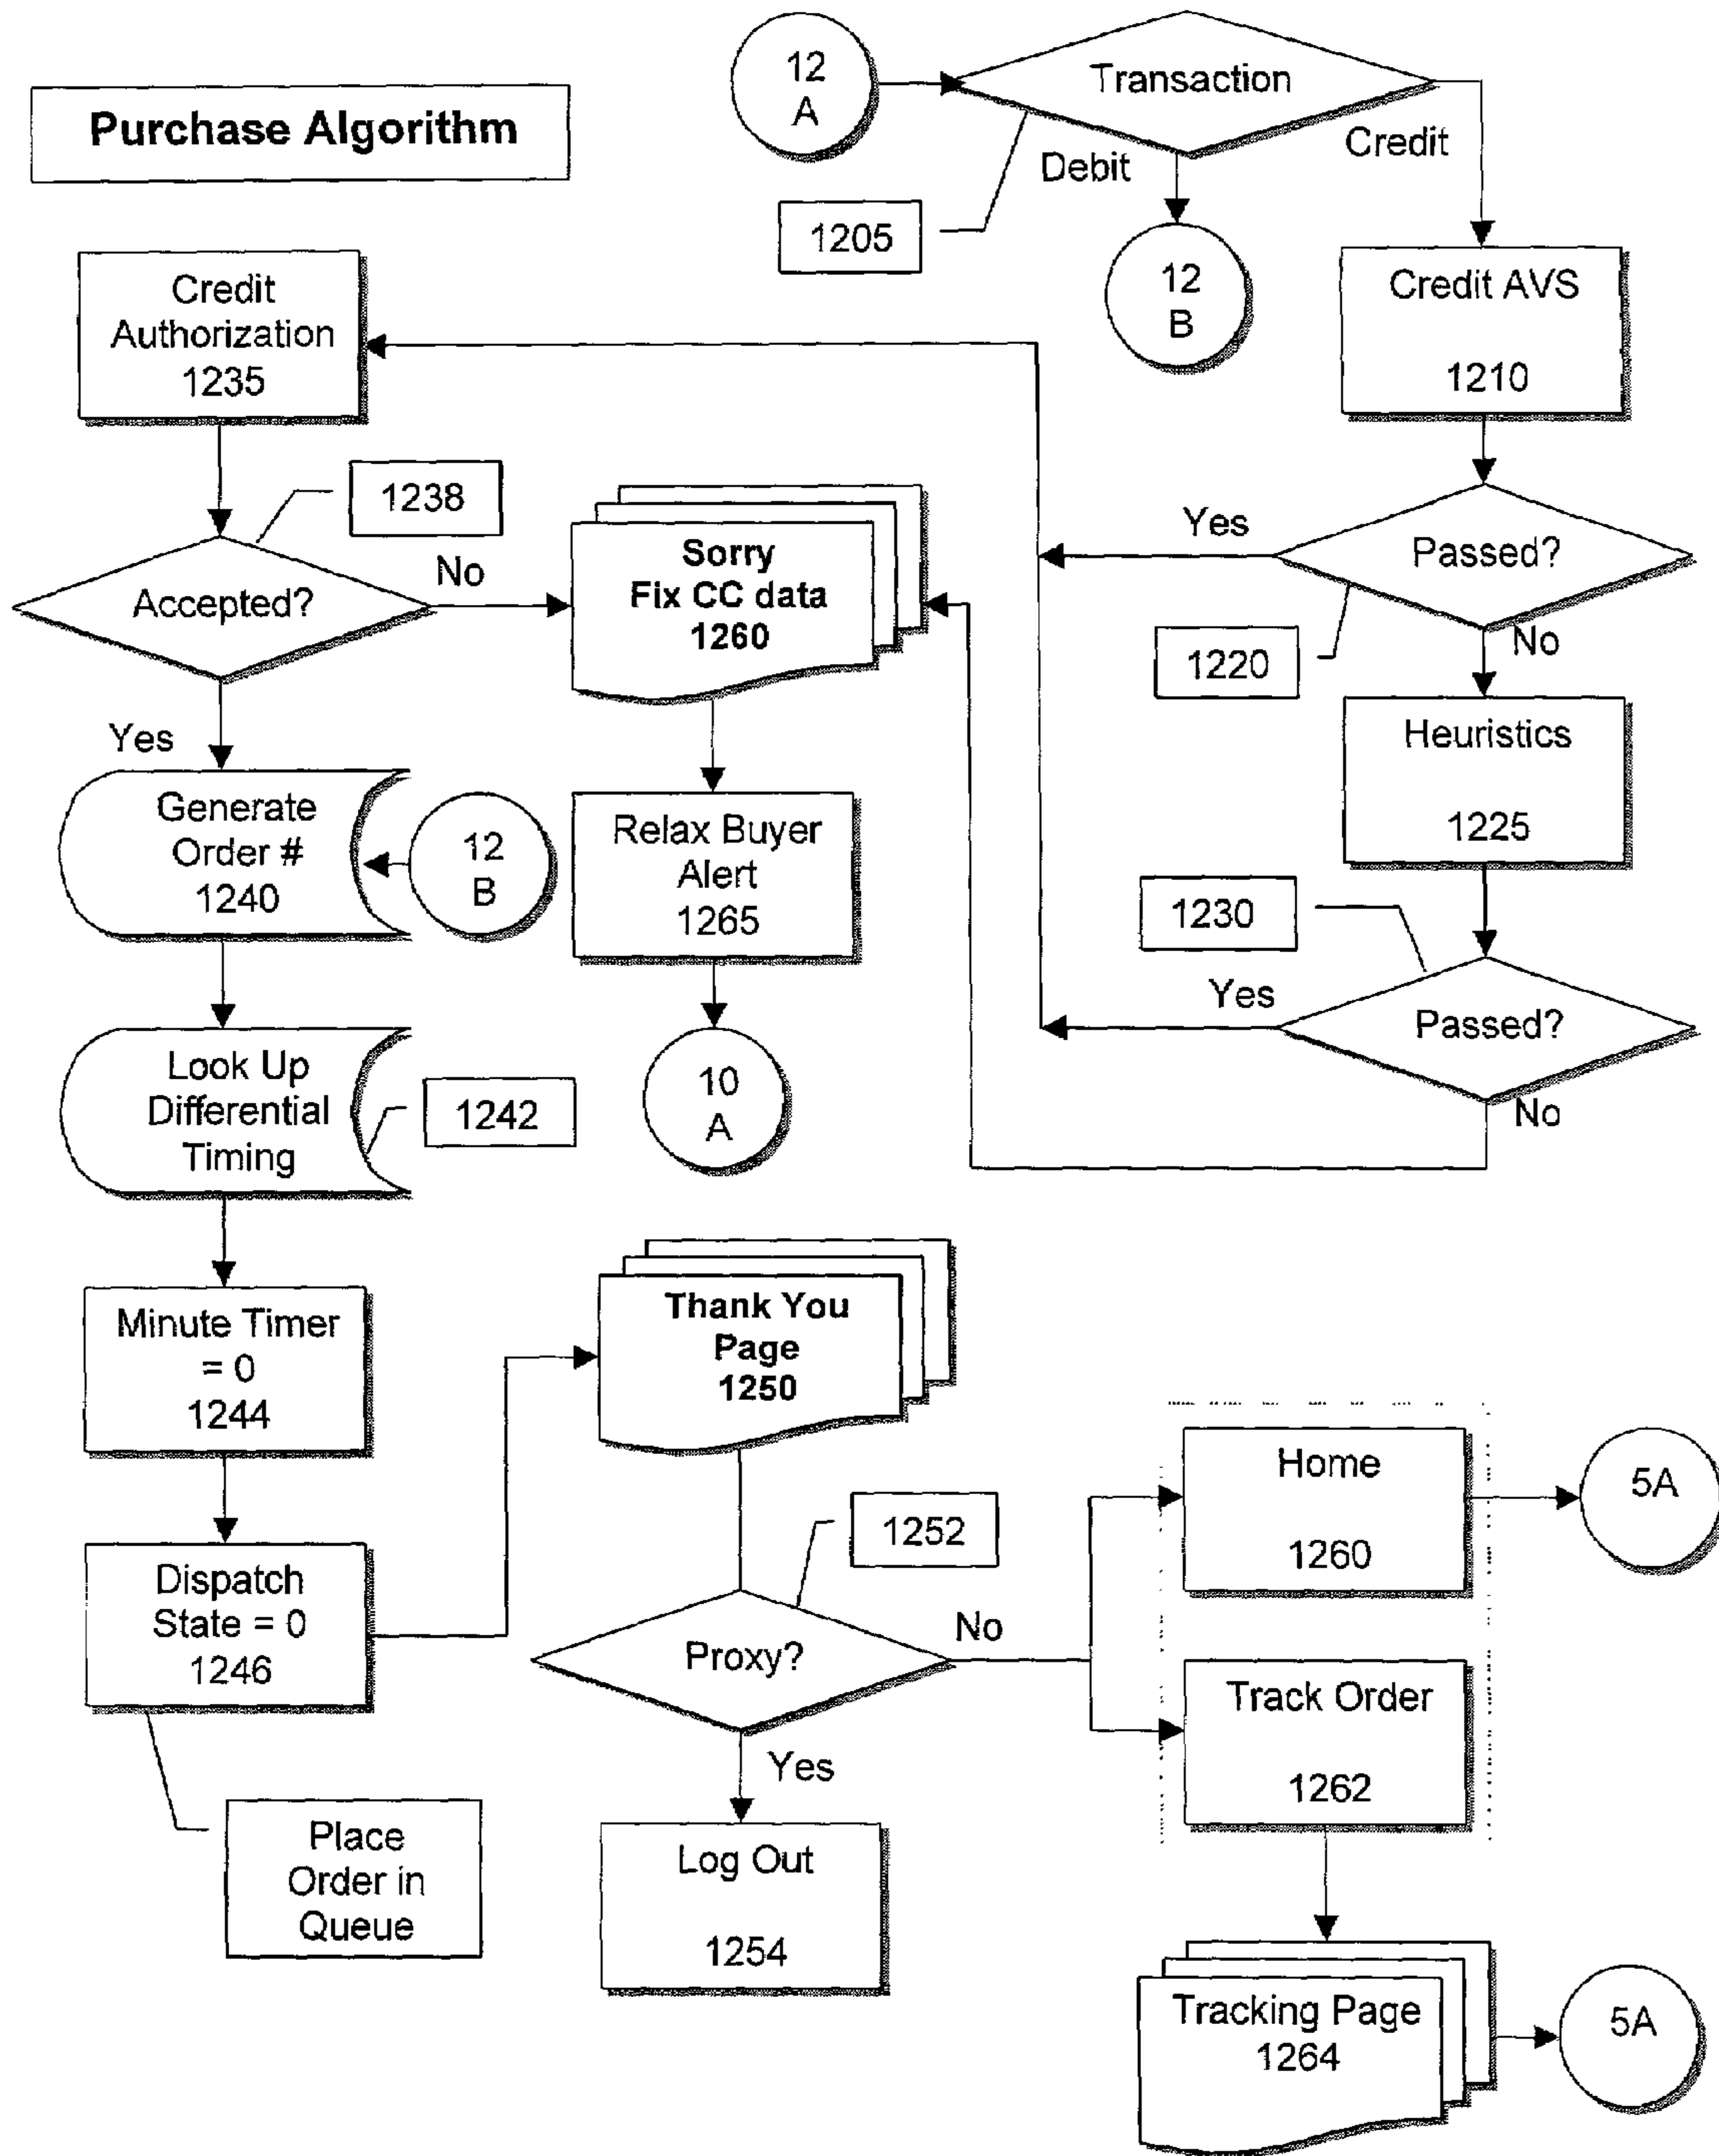 Purchase Algorithm
12
A
Transaction
Debit
Credit
1205
12
B
Credit AVS
1210
Credit
Authorization
1235
1238
Accepted?
No
Yes
Sorry
Fix CC data
1260
Yes
Passed?
1220
No
Heuristics
1225
1230
Yes
Passed?
No
Generate
Order #
1240
12
B
Relax Buyer
Alert
1265
10
A
Look Up
Differential
Timing
1242
Minute Timer
= 0
1244
Dispatch
State = 0
1246
Place
Order in
Queue
Thank You
Page
1250
1252
Proxy?
No
Yes
Log Out
1254
Home
1260
5A
Track Order
1262
Tracking Page
1264
5A